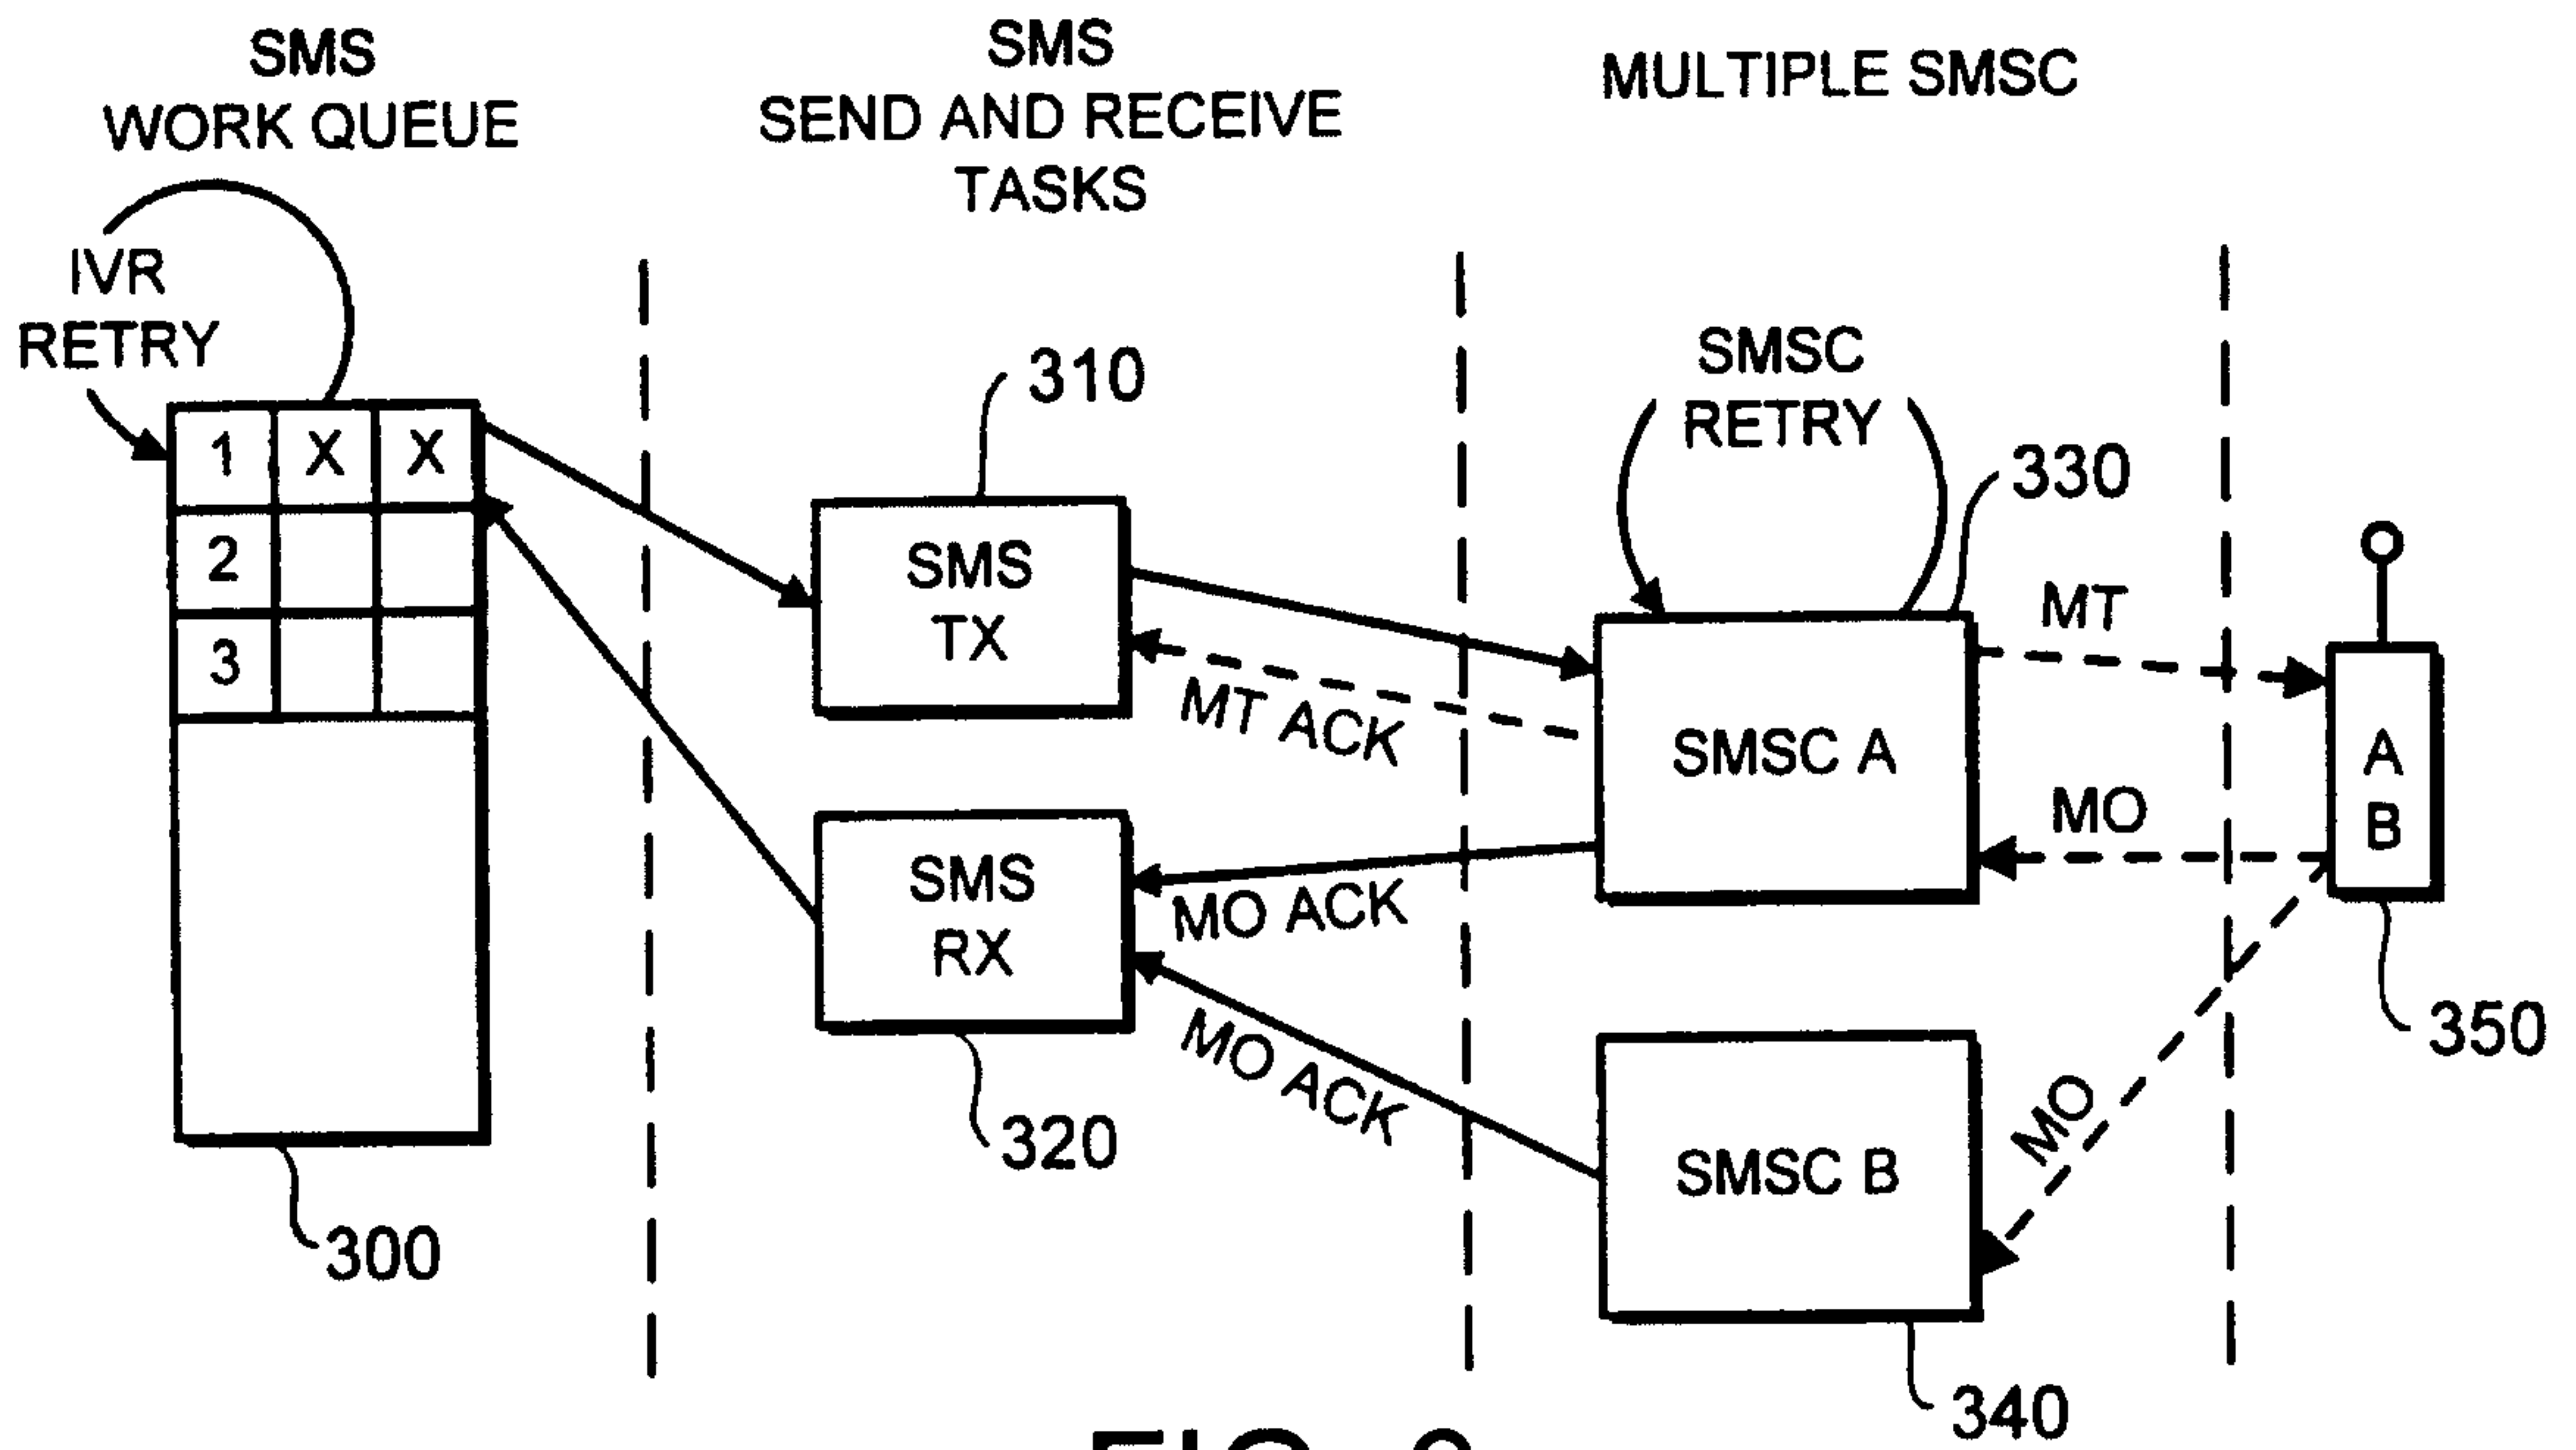 SMS
WORK QUEUE
SMS
SEND AND RECEIVE
TASKS
MULTIPLE SMSC
IVR
RETRY
1 X X
2
3
300
310
SMS
TX
MT ACK
SMS
RX
320
MO ACK
MO ACK
SMSC
RETRY
330
SMSC A
SMSC B
340
MT
MO
MO
A
B
350